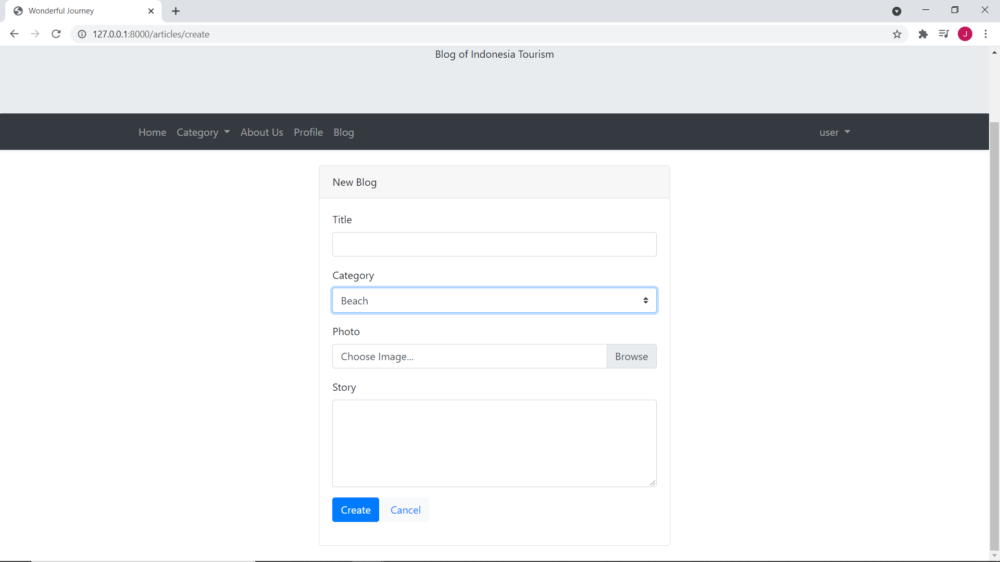 Wonderful Journey
127.0.0.1:8000/articles/create
J
Blog of Indonesia Tourism
Home Category About Us Profile Blog user
New Blog
Title
Category
Beach
Photo
Choose Image... Browse
Story
Create Cancel